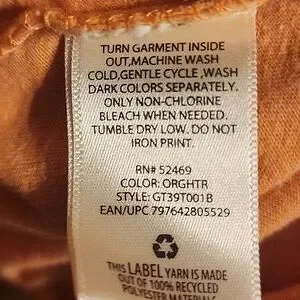 TURN GARMENT INSIDE
OUT,MACHINE WASH
COLD,GENTLE CYCLE ,WASH
DARK COLORS SEPARATELY.
ONLY NON-CHLORINE
BLEACH WHEN NEEDED.
TUMBLE DRY LOW. DO NOT
IRON PRINT.
RN# 52469
COLOR: ORGHTR
STYLE: GT39T001B
EAN/UPC 797642805529
THIS LABEL YARN IS MADE
OUT OF 100% RECYCLED
POLYESTER MATERIALS